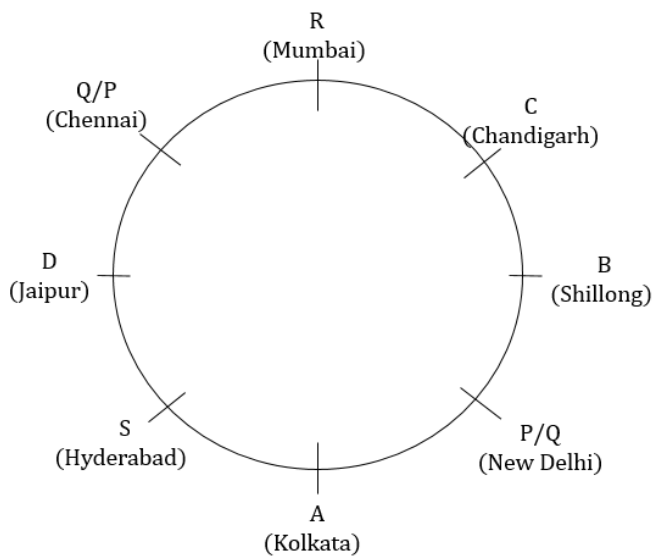 R
(Mumbai)
Q/P
(Chennai)
C
(Chandigarh)
D
(Jaipur)
B
(Shillong)
S
(Hyderabad)
P/Q
(New Delhi)
A
(Kolkata)